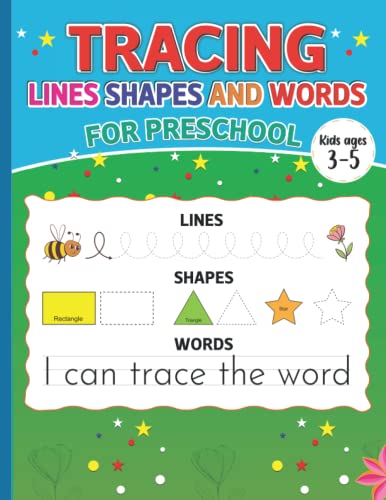 TRACING
LINES SHAPES AND WORDS
FOR PRESCHOOL
Kids ages
3-5
LINES
SHAPES
Rectangle
Triangle
Star
WORDS
I can trace the word